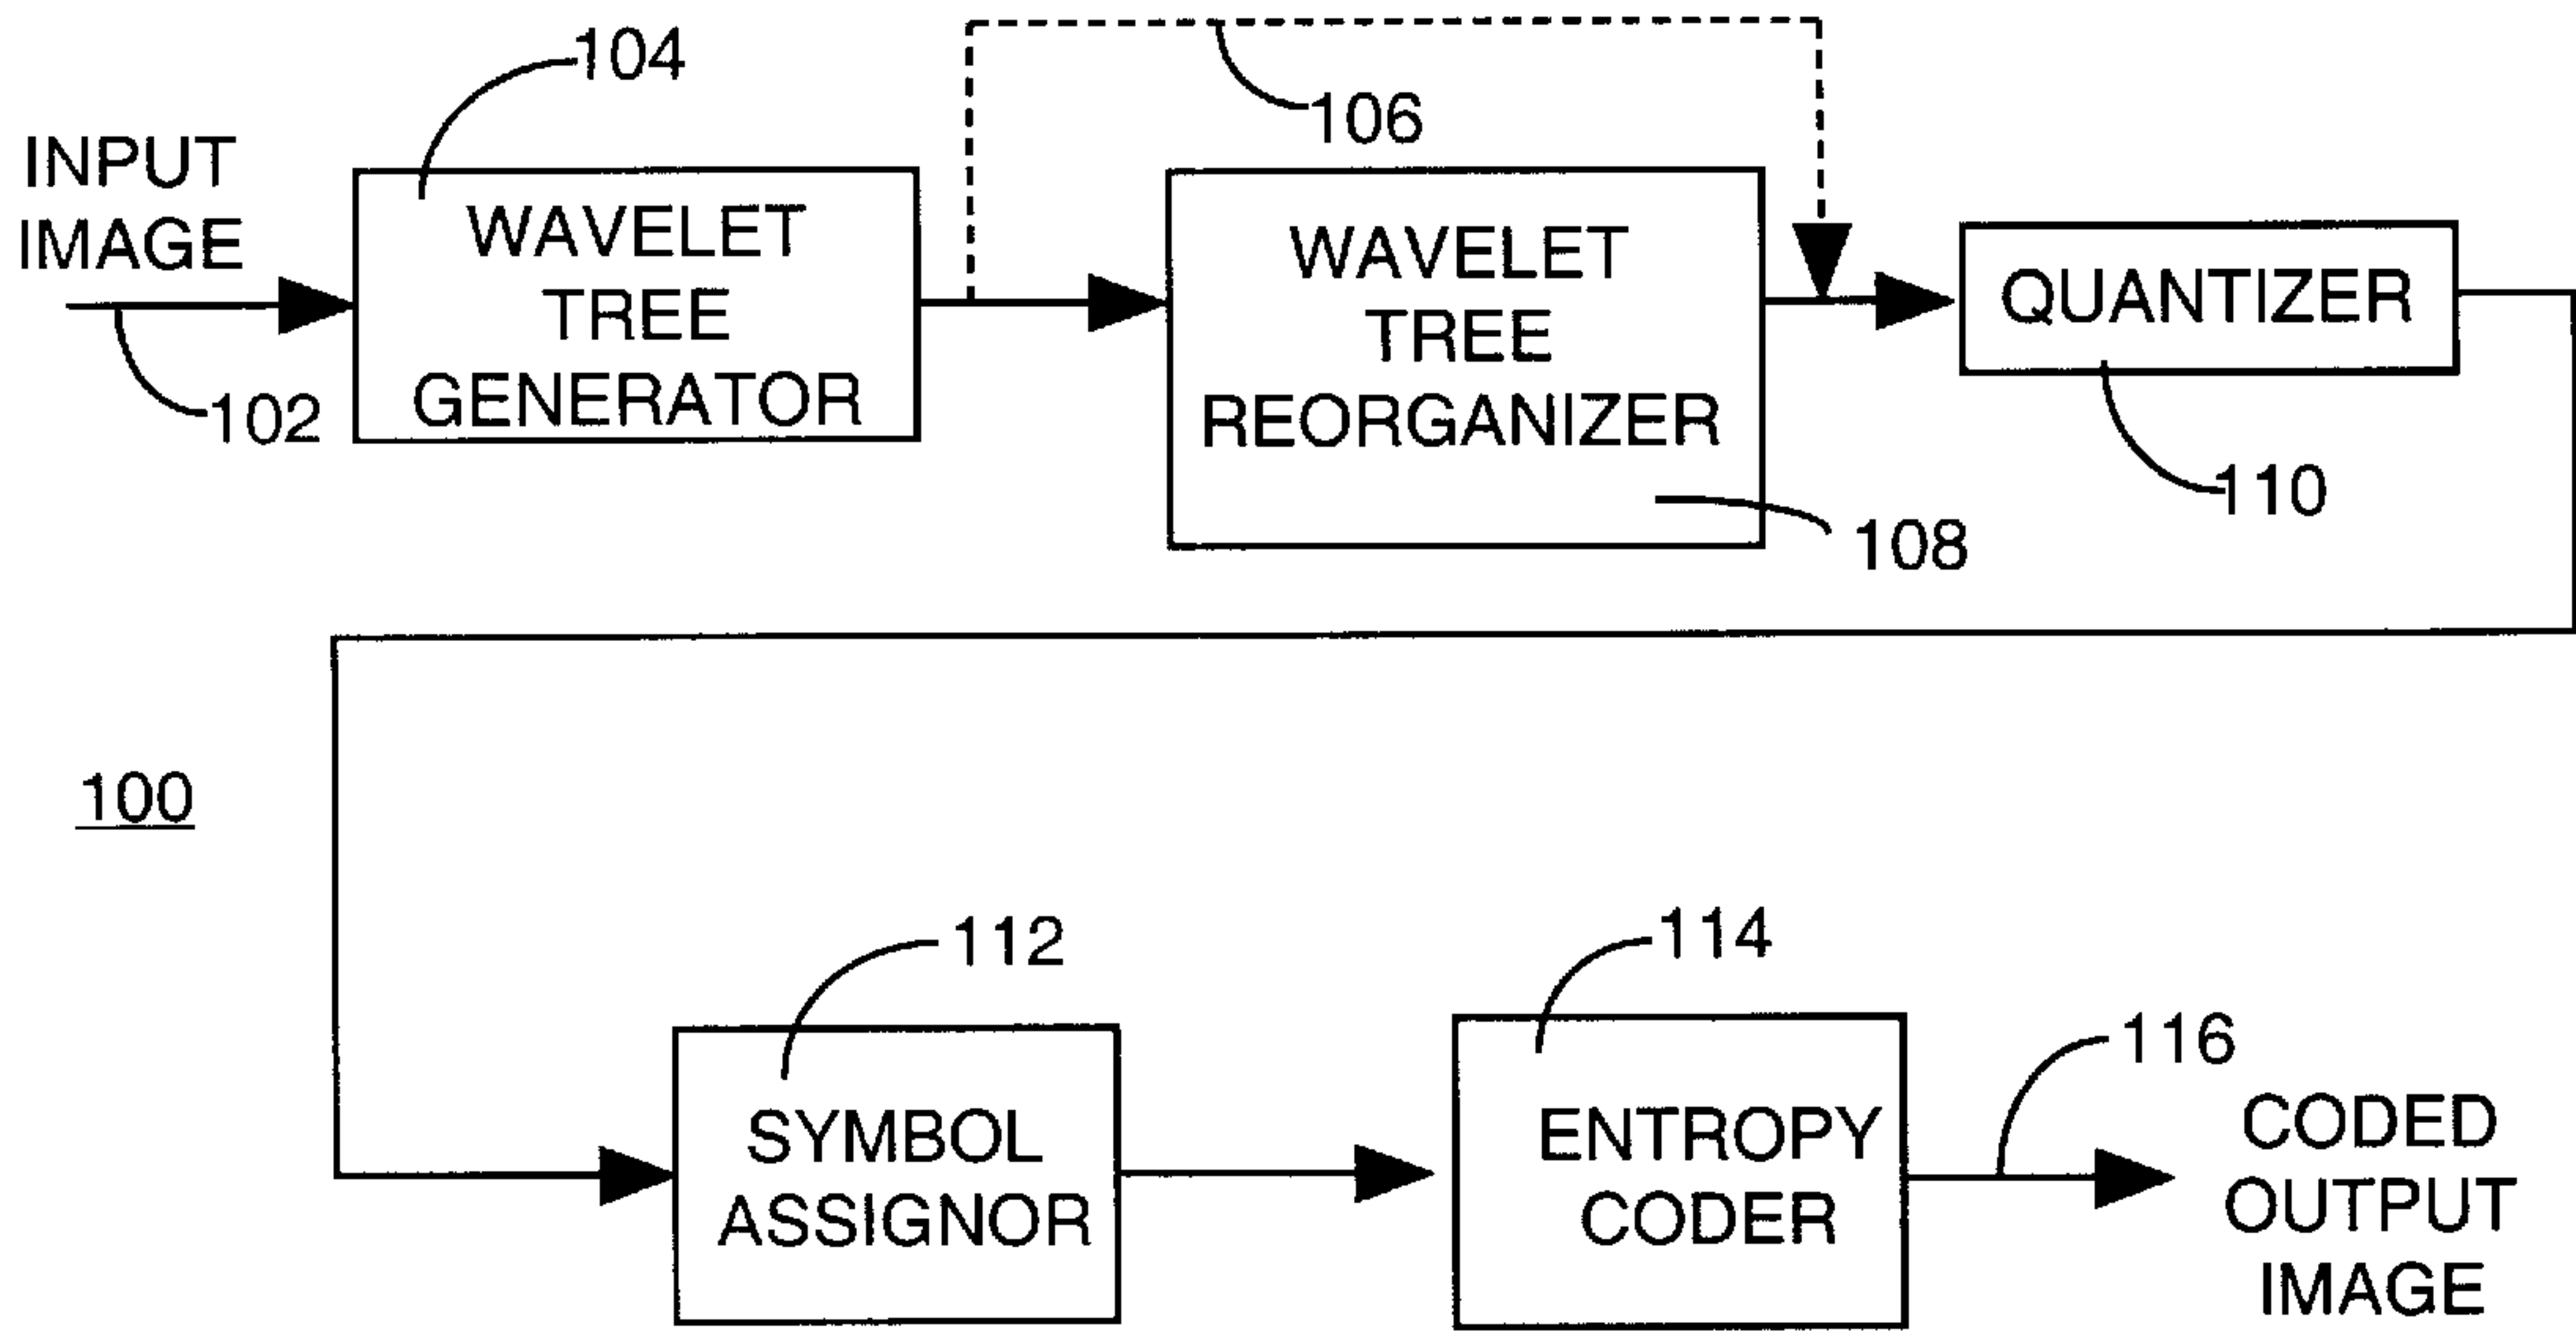 104
106
INPUT
IMAGE
102
WAVELET
TREE
GENERATOR
WAVELET
TREE
REORGANIZER
108
QUANTIZER
110
100
112
SYMBOL
ASSIGNOR
114
ENTROPY
CODER
116
CODED
OUTPUT
IMAGE